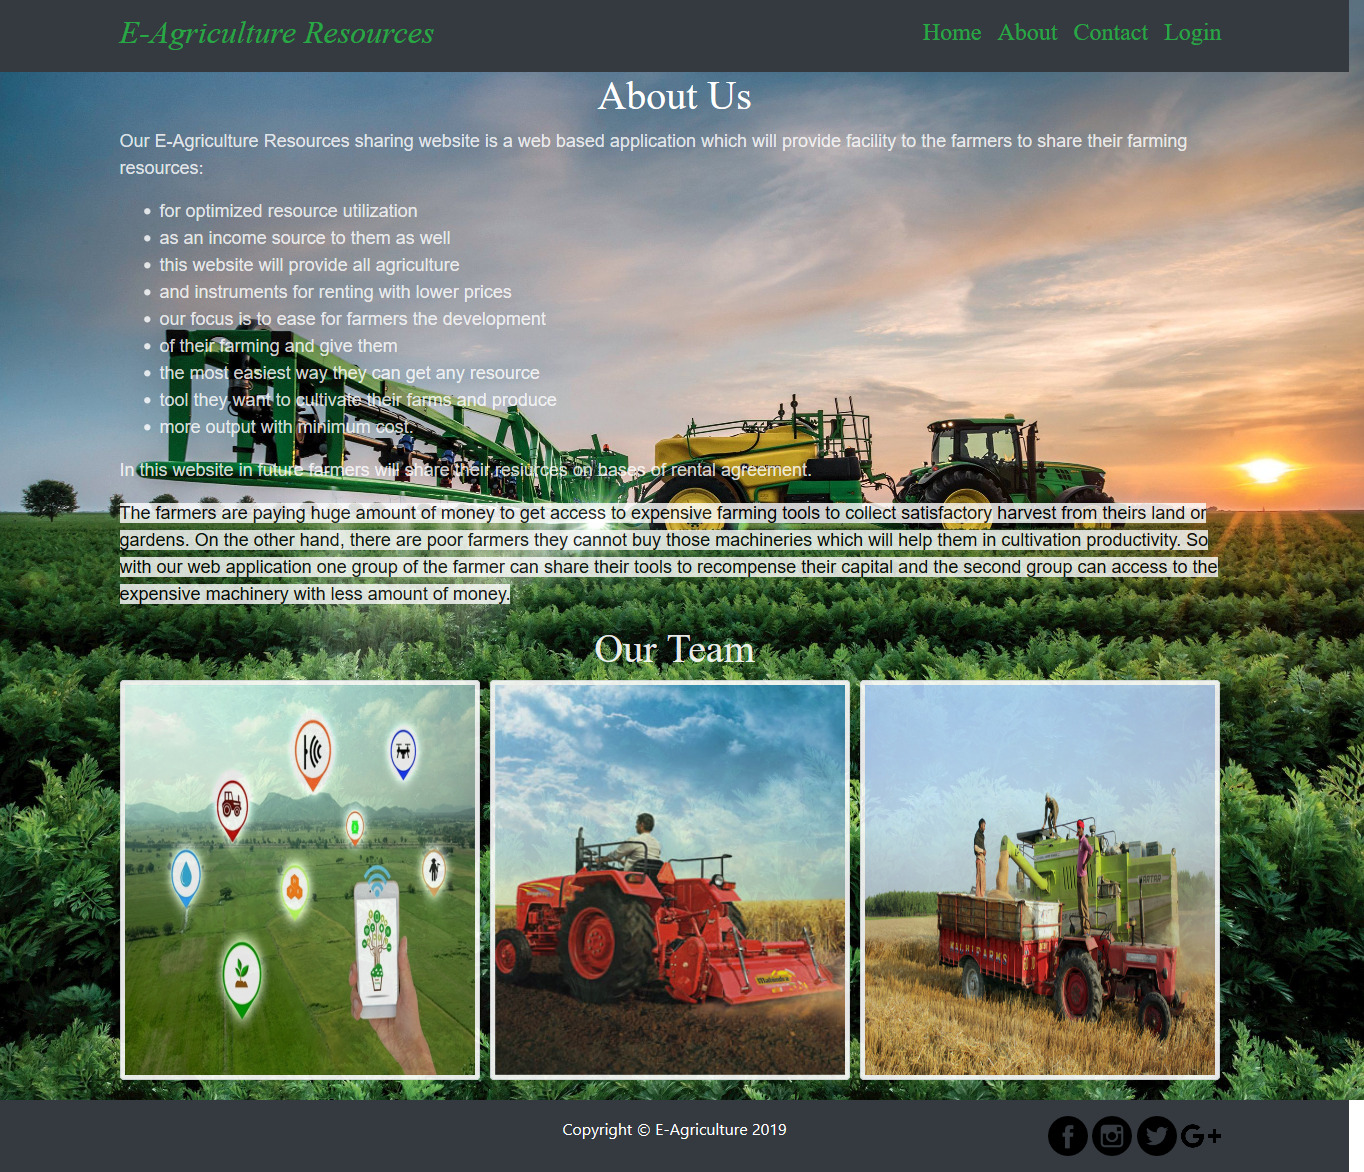 E-Agriculture Resources
Home About Contact Login
About Us
Our E-Agriculture Resources sharing website is a web based application which will provide facility to the farmers to share their farming
resources:
for optimized resource utilization
as an income source to them as well
this website will provide all agriculture
and instruments for renting with lower prices
our focus is to ease for farmers the development
of their farming and give them
the most easiest way they can get any resource
tool they want to cultivate their farms and produce
more output with minimum cost.
In this website in future farmers will share their resiurces on bases of rental agreement.
The farmers are paying huge amount of money to get access to expensive farming tools to collect satisfactory harvest from theirs land or
gardens. On the other hand, there are poor farmers they cannot buy those machineries which will help them in cultivation productivity. So
with our web application one group of the farmer can share their tools to recompense their capital and the second group can access to the
expensive machinery with less amount of money.
Our Team
Mahindra
MALHI FARMS
Copyright © E-Agriculture 2019
f
G+